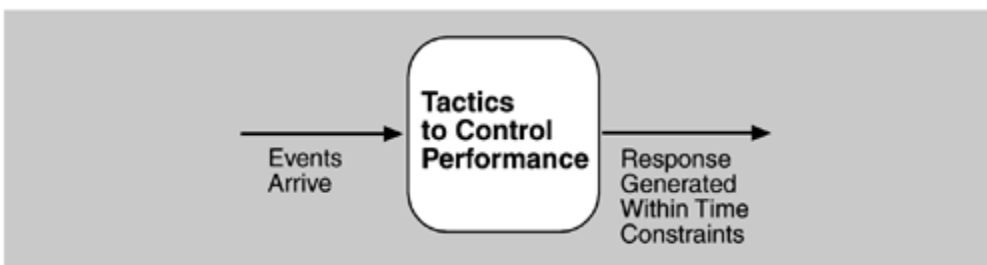 Events
Arrive
Tactics
to Control
Performance
Response
Generated
Within Time
Constraints